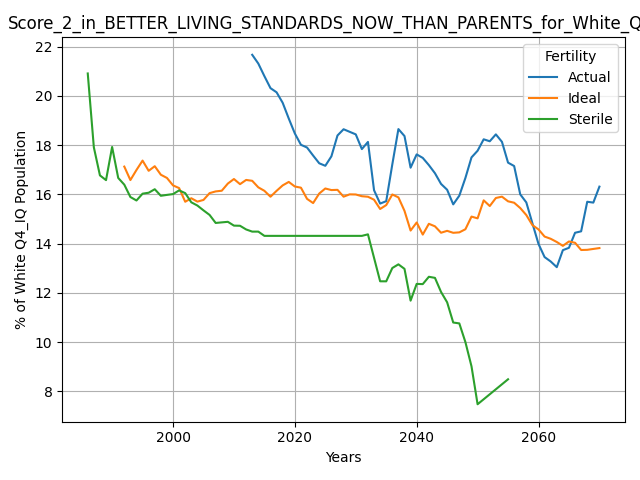 Score_2_in_BETTER_LIVING_STANDARDS_NOW_THAN_PARENTS_for_White_Q
Fertility
Actual
Ideal
Sterile
% of White Q4_IQ Population
22
20
18
16
14
12
10
8
2000
2020
2040
2060
Years